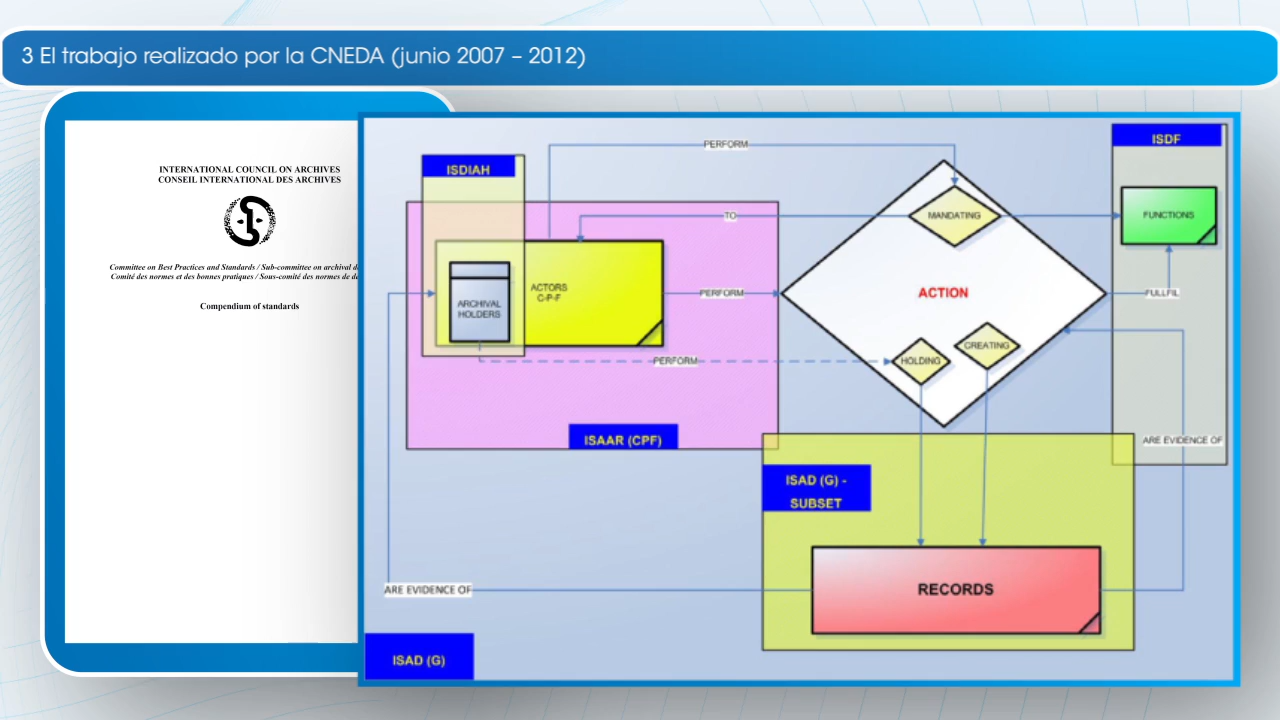 3 El trabajo realizado por la CNEDA (junio 2007 – 2012)
INTERNATIONAL COUNCIL ON ARCHIVES
CONSEIL INTERNATIONAL DES ARCHIVES
Committee on Best Practices and Standards / Sub-committee on archival
Comité des normes et des bonnes pratiques / Sous-comité des normes de
Compendium of standards
PERFORM
ISDF
ISDIAH
TO
MANDATING
FUNCTIONS
ACTORS
C-P-F
ARCHIVAL
HOLDERS
PERFORM
ACTION
FULLFIL
PERFORM
HOLDING
CREATING
ISAAR (CPF)
ARE EVIDENCE OF
ISAD (G) -
SUBSET
ARE EVIDENCE OF
RECORDS
ISAD (G)